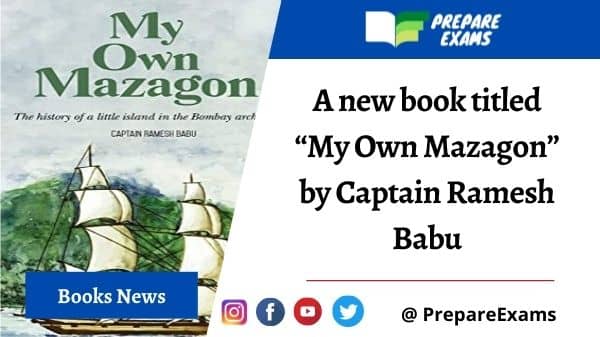 My
Own
Mazagon
The history of a little island in the Bombay arch
CAPTAIN RAMESH BABU
Books News
PREPARE
EXAMS
A new book titled
“My Own Mazagon”
by Captain Ramesh
Babu
@ PrepareExams